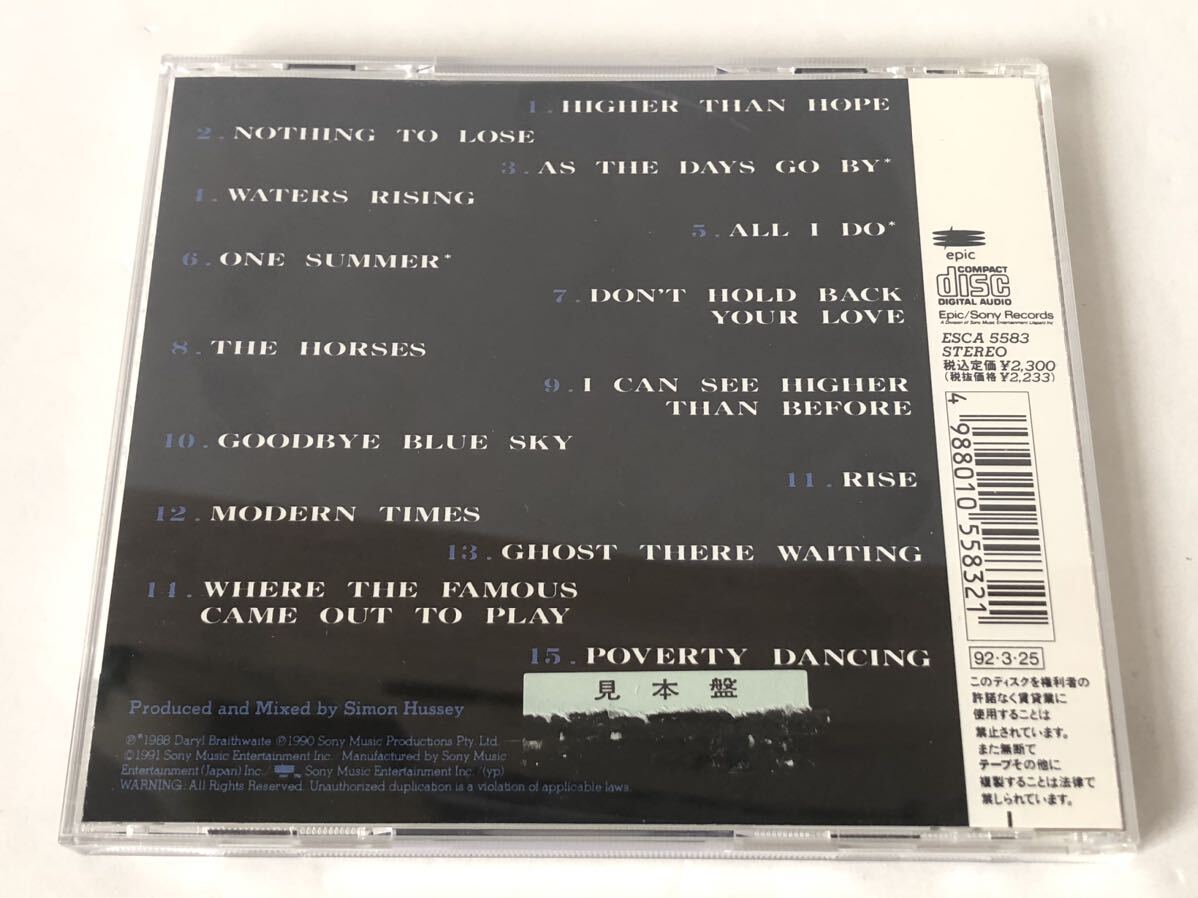 1. HIGHER THAN HOPE
2. NOTHING TO LOSE
3. AS THE DAYS GO BY*
4. WATERS RISING
5. ALL I DO*
6. ONE SUMMER*
7. DON'T HOLD BACK
YOUR LOVE
8. THE HORSES
9. I CAN SEE HIGHER
THAN BEFORE
10. GOODBYE BLUE SKY
11. RISE
12. MODERN TIMES
13. GHOST THERE WAITING
14. WHERE THE FAMOUS
CAME OUT TO PLAY
15. POVERTY DANCING
見本盤
Produced and Mixed by Simon Hussey
℗*1988 Daryl Braithwaite ℗1990 Sony Music Productions Pty. Ltd.
©1991 Sony Music Entertainment Inc./Manufactured by Sony Music
Entertainment (Japan) Inc./ Sony Music Entertainment Inc./(yp)
WARNING: All Rights Reserved. Unauthorized duplication is a violation of applicable laws.
epic
COMPACT
disc
DIGITAL AUDIO
Epic/Sony Records
A Division of Sony Music Entertainment (Japan) Inc.
ESCA 5583
STEREO
税込定価¥2,300
(税抜価格¥2,233)
4 988010 558321
92・3・25
このディスクを権利者の
許諾なく賃貸業に
使用することは
禁止されています。
また無断で
テープその他に
複製することは法律で
禁じられています。